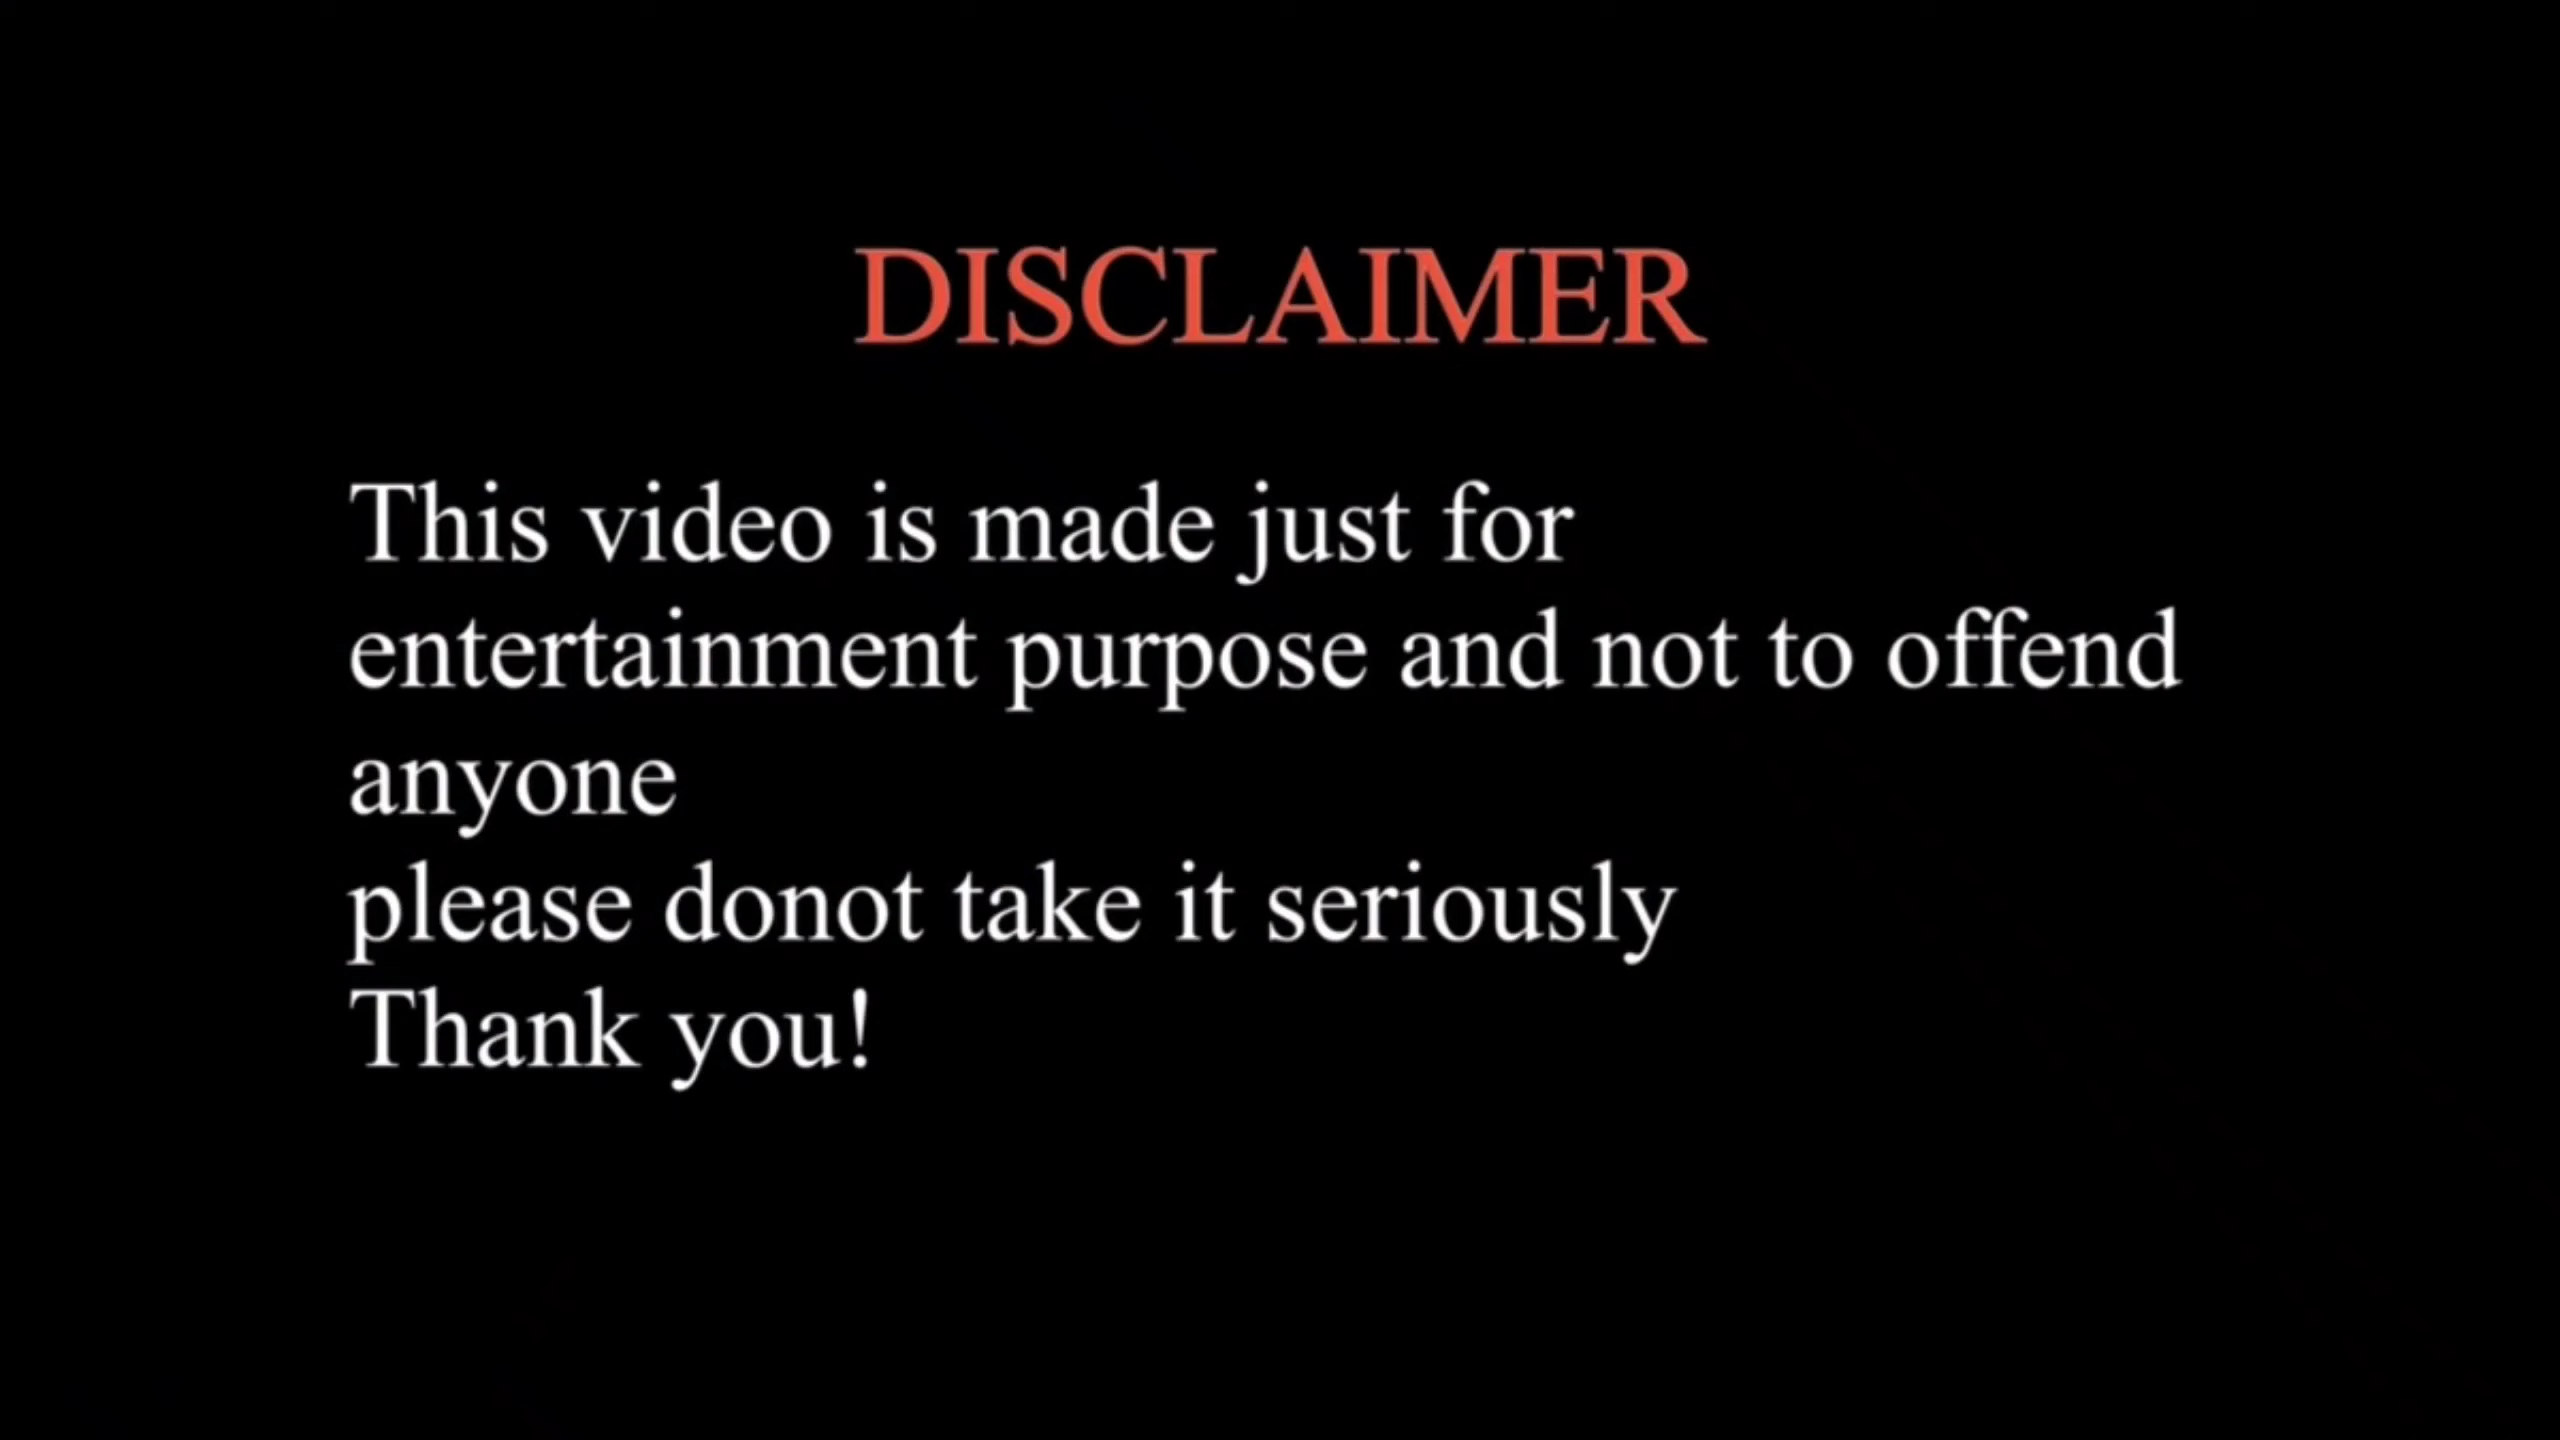 DISCLAIMER
This video is made just for
entertainment purpose and not to offend
anyone
please donot take it seriously
Thank you!